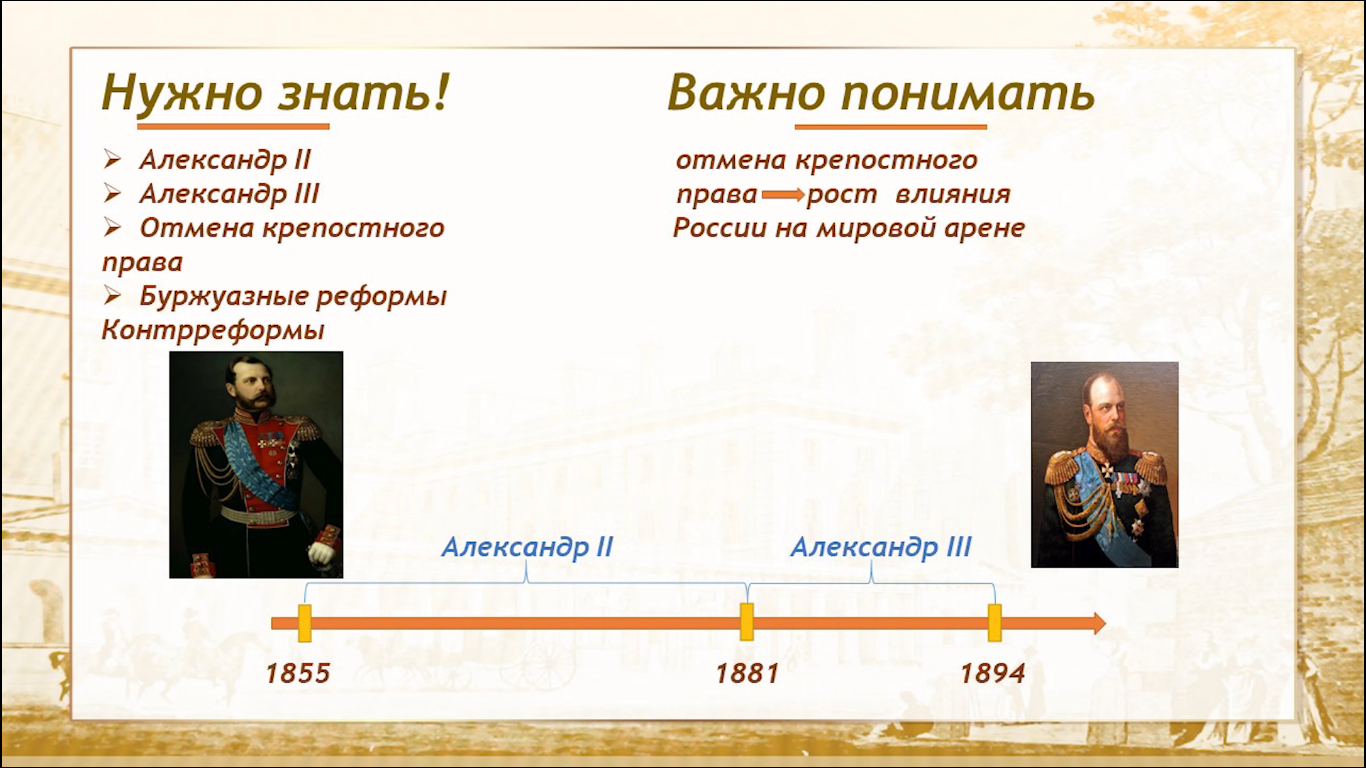 Нужно знать!
Александр II
Александр III
Отмена крепостного
права
Буржуазные реформы
Контрреформы
Важно понимать
отмена крепостного
права рост влияния
России на мировой арене
Александр II
Александр III
1855
1881
1894